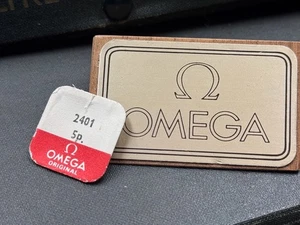 2401
5p.
Ω
OMEGA
ORIGINAL
Ω
OMEGA